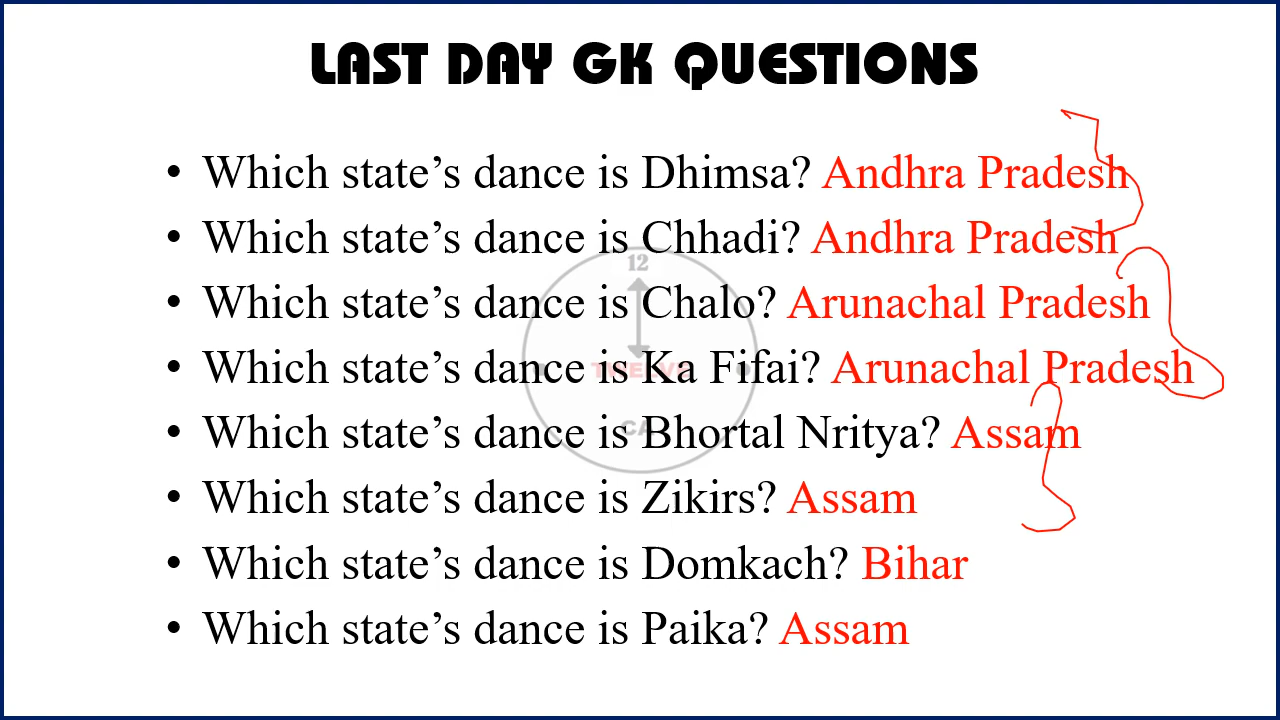 LAST DAY GK QUESTIONS
• Which state’s dance is Dhimsa? Andhra Pradesh
• Which state’s dance is Chhadi? Andhra Pradesh
12
• Which state’s dance is Chalo? Arunachal Pradesh
• Which state’s dance is Ka Fifai? Arunachal Pradesh
TWELVE
• Which state’s dance is Bhortal Nritya? Assam
CA
• Which state’s dance is Zikirs? Assam
• Which state’s dance is Domkach? Bihar
• Which state’s dance is Paika? Assam